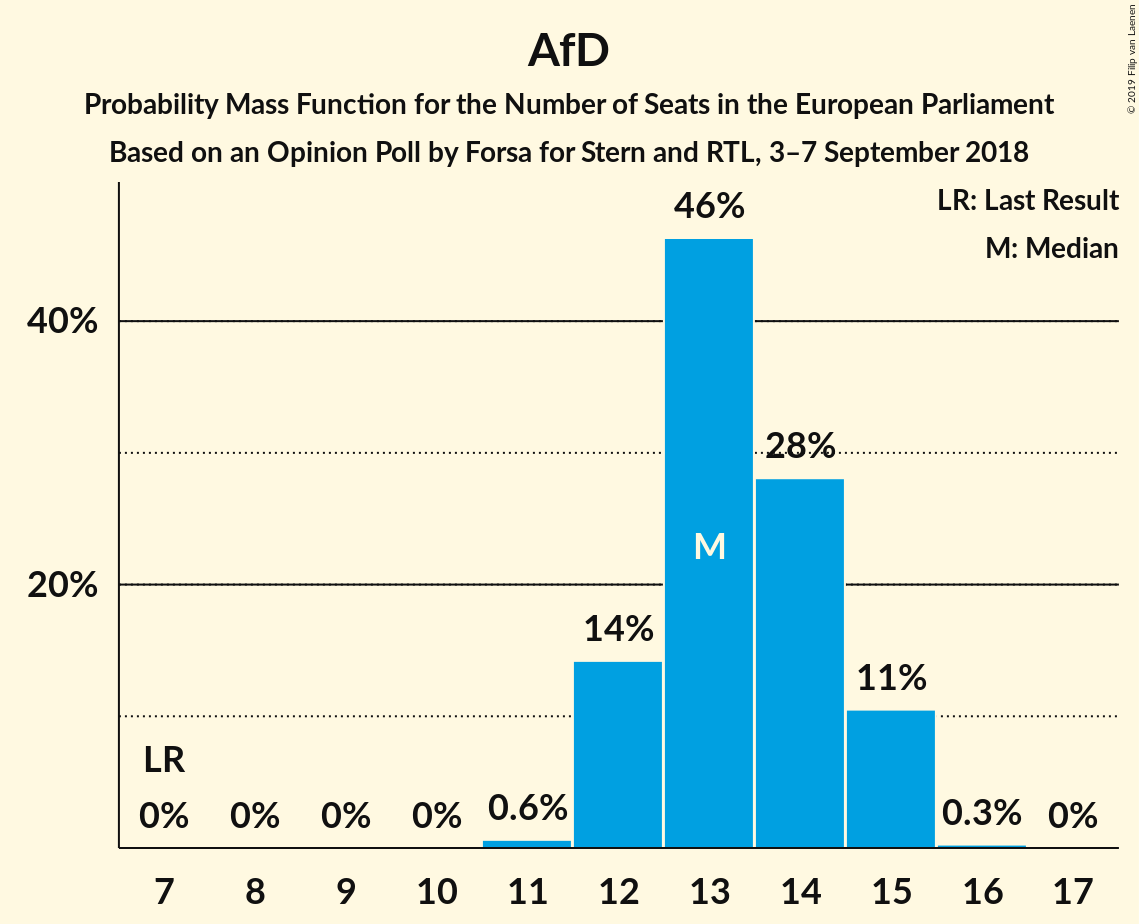 AfD
Probability Mass Function for the Number of Seats in the European Parliament
Based on an Opinion Poll by Forsa for Stern and RTL, 3–7 September 2018
© 2019 Filip van Laenen
LR: Last Result
M: Median
46%
40%
28%
M
20%
14%
11%
LR
0% 0% 0% 0% 0.6% 0.3% 0%
7 8 9 10 11 12 13 14 15 16 17